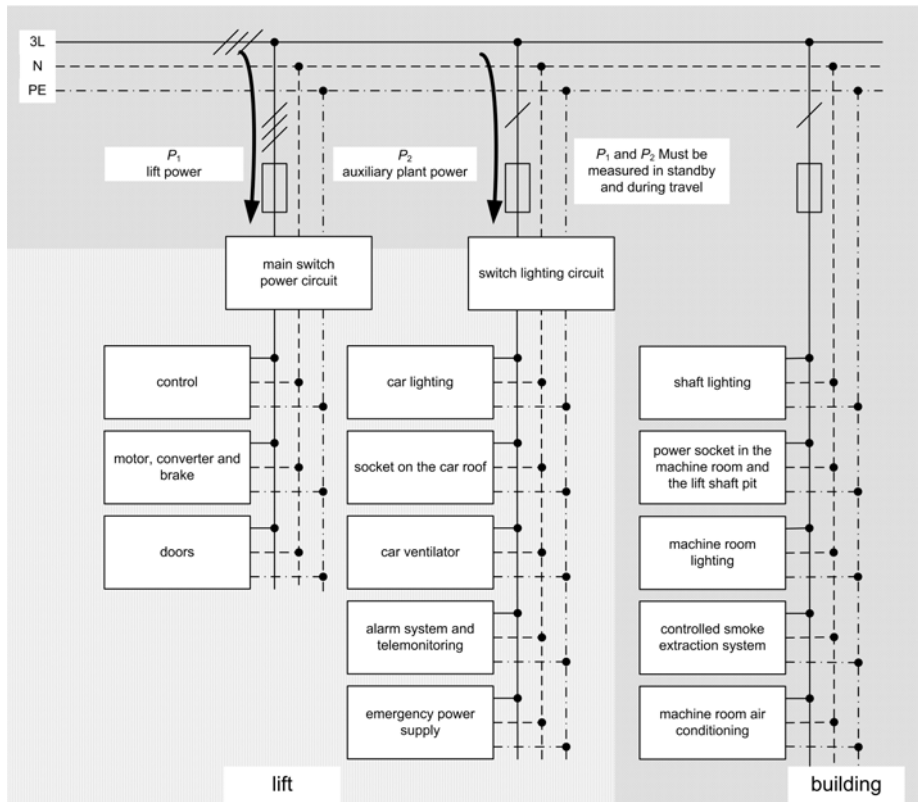 3L
N
PE
P₁
lift power
P₂
auxiliary plant power
P₁ and P₂ Must be
measured in standby
and during travel
main switch
power circuit
switch lighting circuit
control
motor, converter and
brake
doors
car lighting
socket on the car roof
car ventilator
alarm system and
telemonitoring
emergency power
supply
shaft lighting
power socket in the
machine room and
the lift shaft pit
machine room
lighting
controlled smoke
extraction system
machine room air
conditioning
lift
building